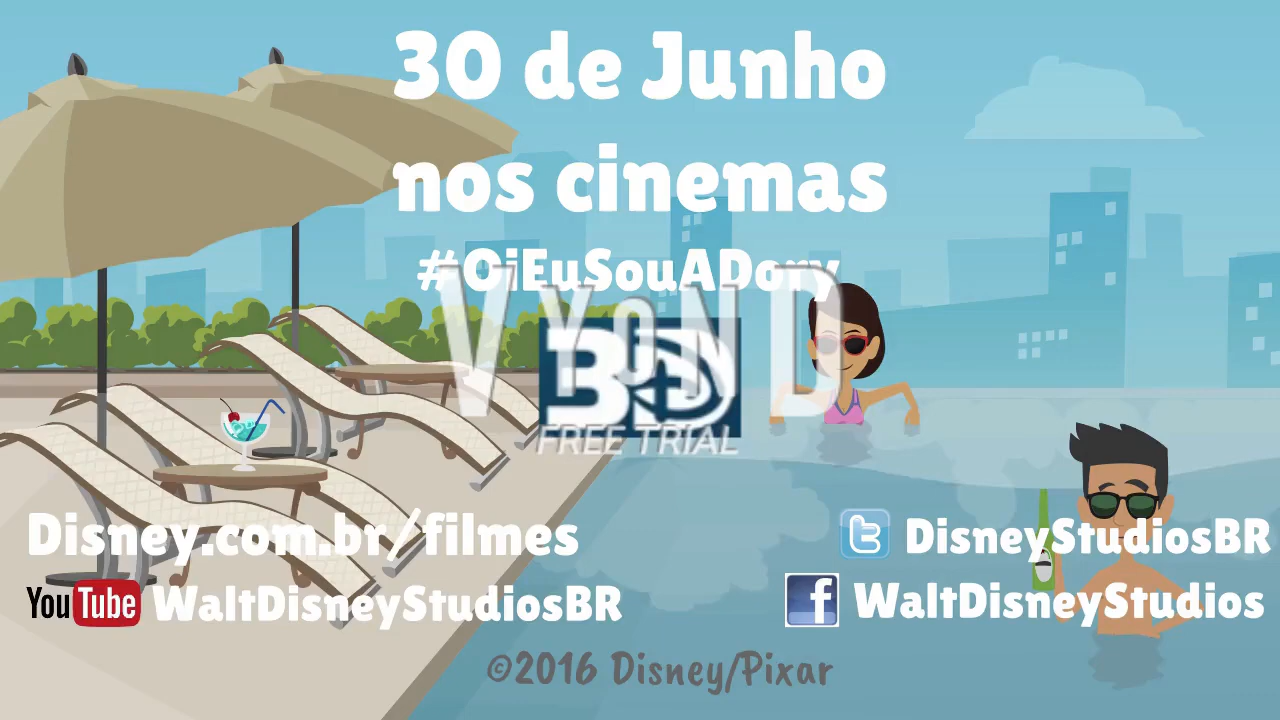 30 de Junho
nos cinemas
#OiEuSouADory
VYOND
3D
FREE TRIAL
Disney.com.br/filmes
DisneyStudiosBR
YouTube WaltDisneyStudiosBR
f WaltDisneyStudios
©2016 Disney/Pixar